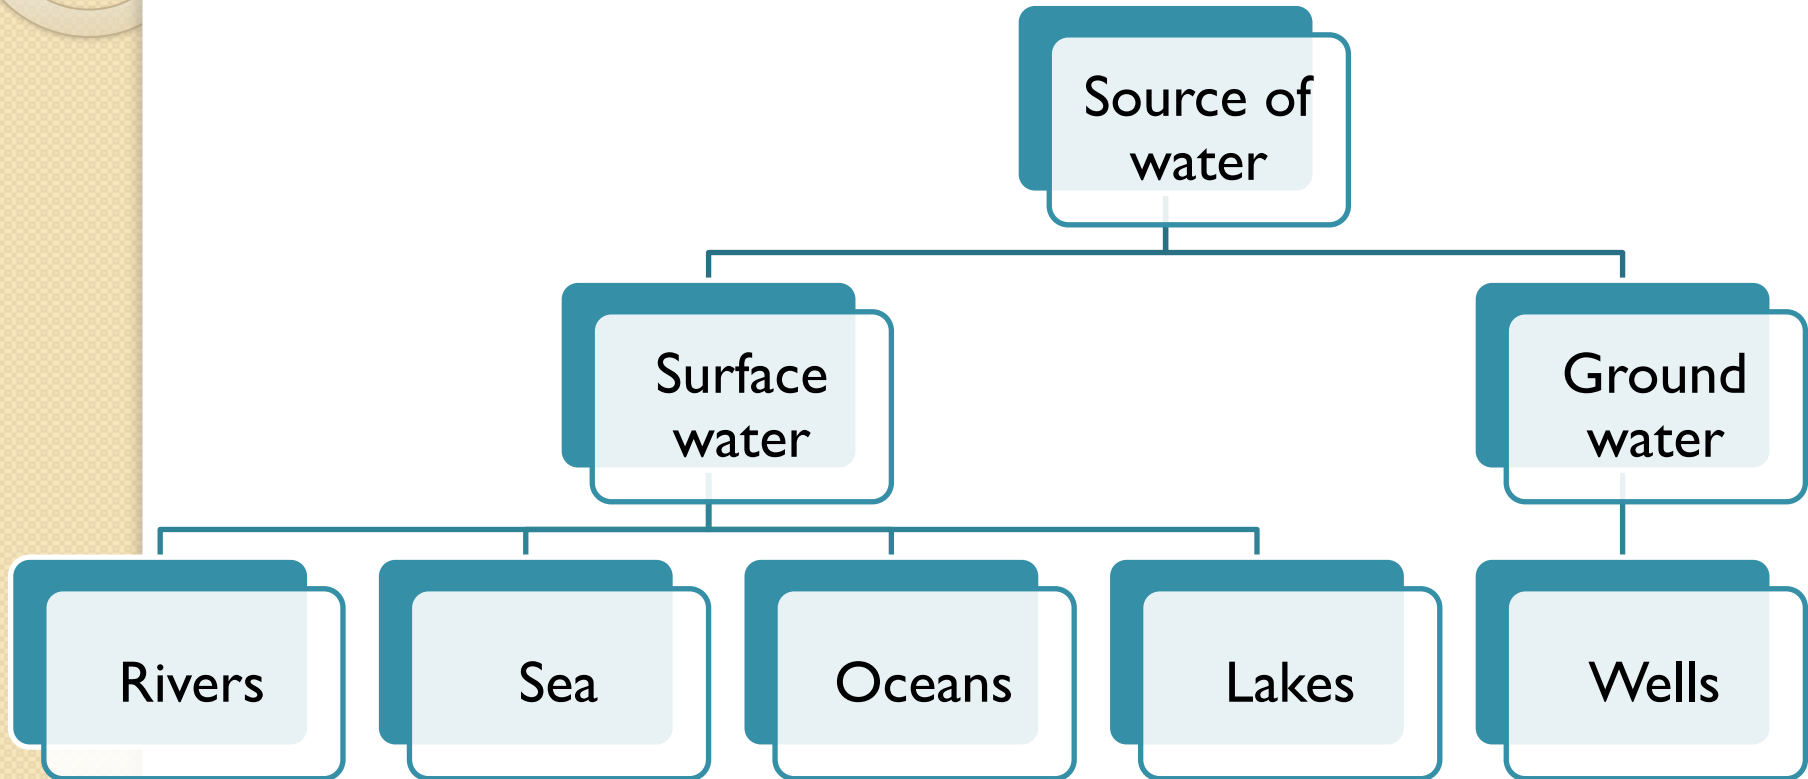 Source of
water
Surface
water
Ground
water
Rivers
Sea
Oceans
Lakes
Wells